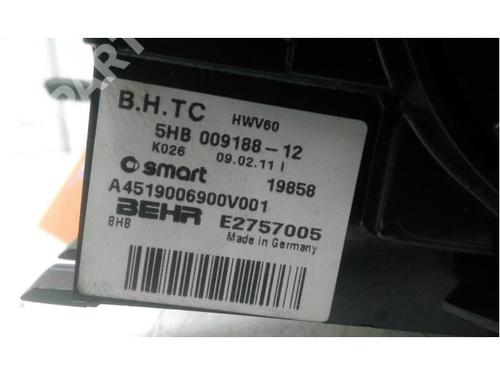 B.H.TC HWV60
5HB 009188-12
K026 09.02.11 i
smart 19858
A4519006900V001
BEHR E2757005
BHB Made in Germany